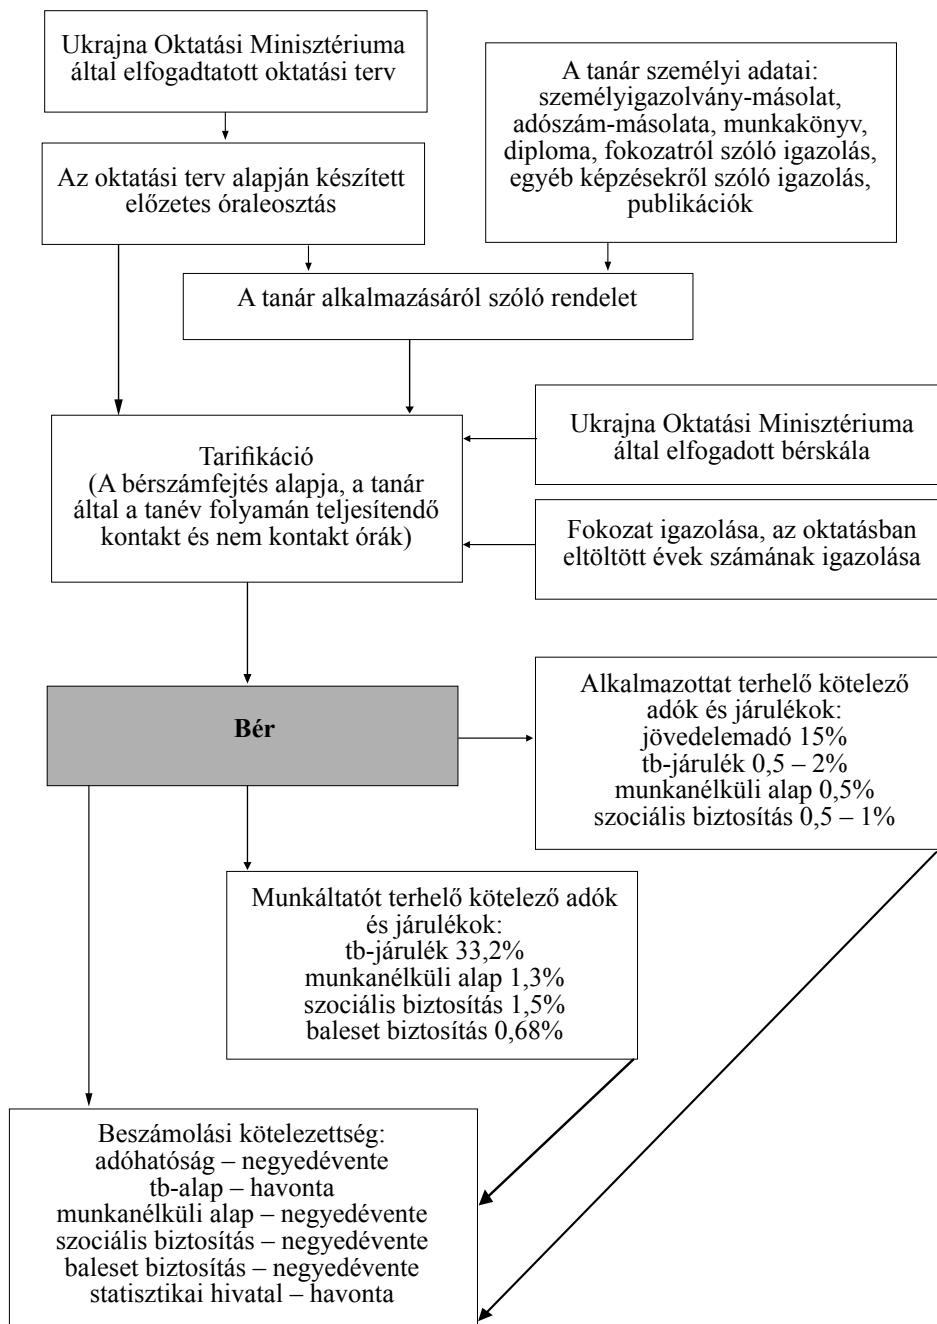 Ukrajna Oktatási Minisztériuma
által elfogadtatott oktatási terv
A tanár személyi adatai:
személyigazolvány-másolat,
adószám-másolata, munkakönyv,
diploma, fokozatról szóló igazolás,
egyéb képzésekről szóló igazolás,
publikációk
Az oktatási terv alapján készített
előzetes óraleosztás
A tanár alkalmazásáról szóló rendelet
Tarifikáció
(A bérszámfejtés alapja, a tanár
által a tanév folyamán teljesítendő
kontakt és nem kontakt órák)
Ukrajna Oktatási Minisztériuma
által elfogadott bérskála
Fokozat igazolása, az oktatásban
eltöltött évek számának igazolása
Bér
Alkalmazottat terhelő kötelező
adók és járulékok:
jövedelemadó 15%
tb-járulék 0,5 – 2%
munkanélküli alap 0,5%
szociális biztosítás 0,5 – 1%
Munkáltatót terhelő kötelező adók
és járulékok:
tb-járulék 33,2%
munkanélküli alap 1,3%
szociális biztosítás 1,5%
baleset biztosítás 0,68%
Beszámolási kötelezettség:
adóhatóság – negyedévente
tb-alap – havonta
munkanélküli alap – negyedévente
szociális biztosítás – negyedévente
baleset biztosítás – negyedévente
statisztikai hivatal – havonta